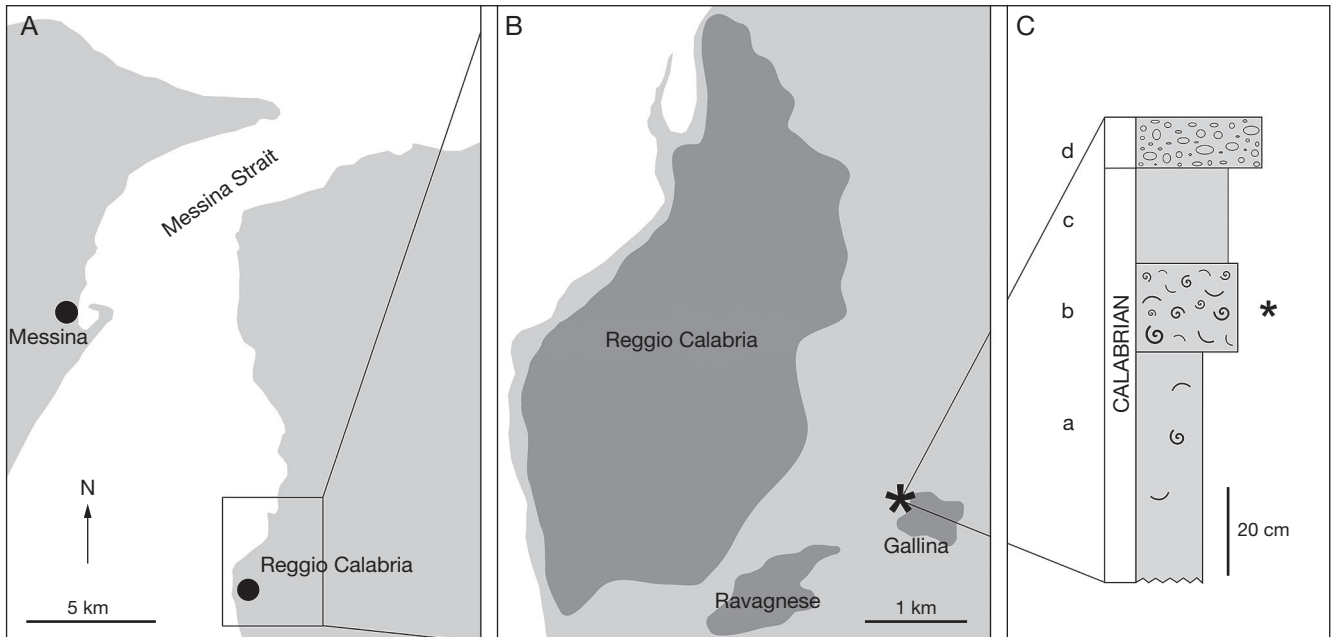 A
Messina Strait
Messina
N
Reggio Calabria
5 km
B
Reggio Calabria
Gallina
Ravagnese
1 km
C
d
c
b
*
a
CALABRIAN
20 cm